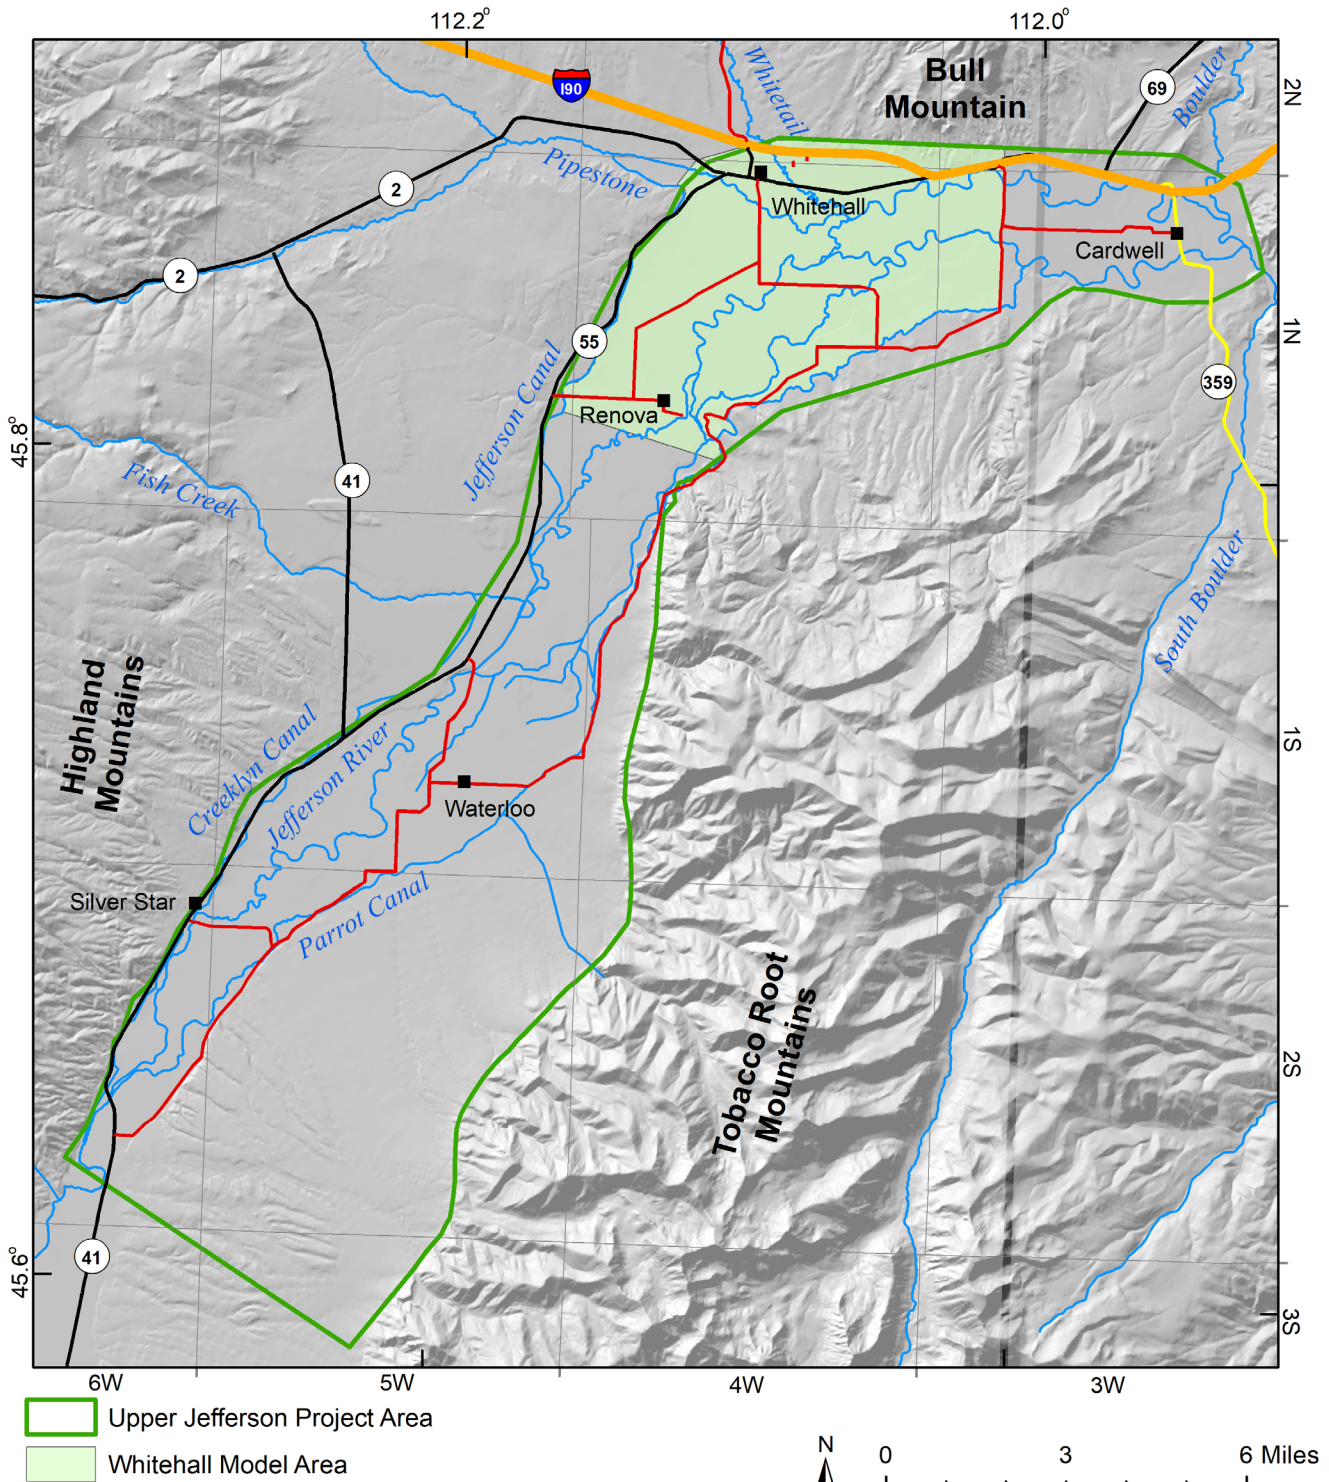 112.2°
112.0°
Whitetail
Bull
Mountain
69
Boulder
2N
I90
Pipestone
2
Whitehall
Cardwell
2
55
1N
359
Jefferson Canal
Renova
45.8°
Fish Creek
41
South Boulder
Highland
Mountains
Creeklyn Canal
Jefferson River
1S
Waterloo
Silver Star
Parrot Canal
Tobacco Root
Mountains
2S
41
45.6°
3S
6W
5W
4W
3W
Upper Jefferson Project Area
Whitehall Model Area
N
0
3
6 Miles